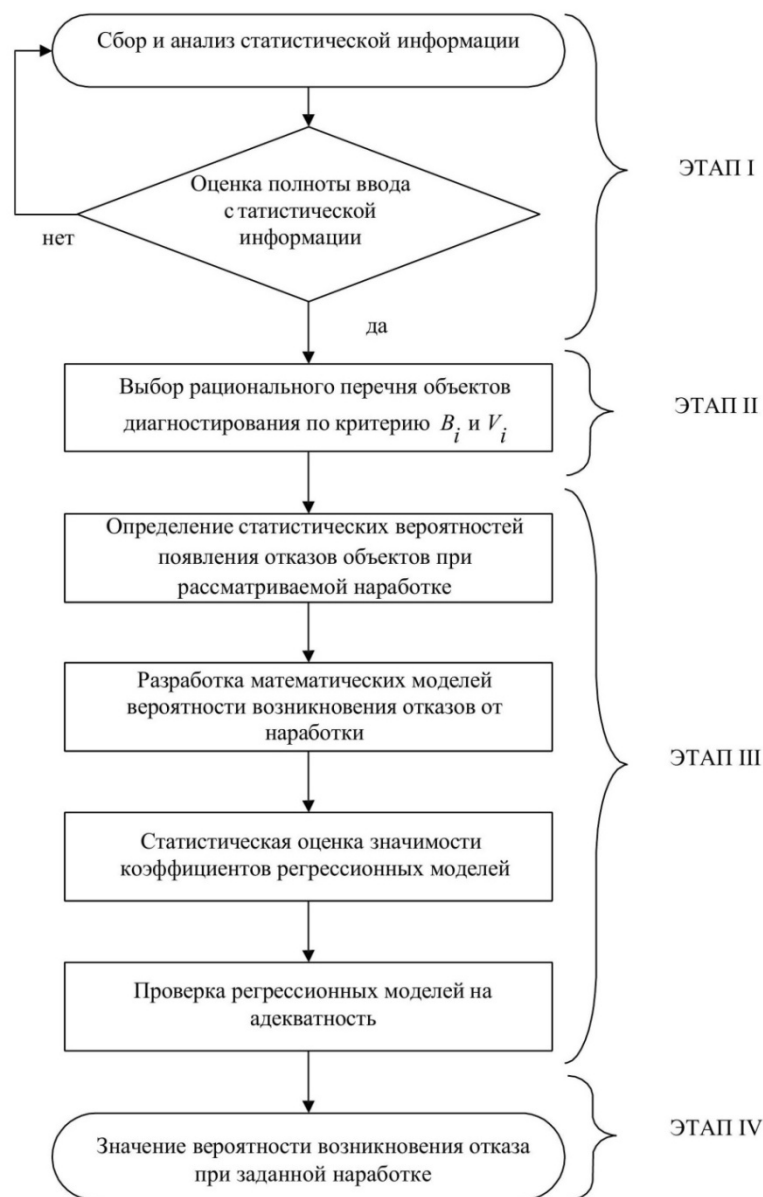 Сбор и анализ статистической информации
Оценка полноты ввода
с татистической
информации
ЭТАП I
нет
да
Выбор рационального перечня объектов
диагностирования по критерию B_i и V_i
ЭТАП II
Определение статистических вероятностей
появления отказов объектов при
рассматриваемой наработке
Разработка математических моделей
вероятности возникновения отказов от
наработки
ЭТАП III
Статистическая оценка значимости
коэффициентов регрессионных моделей
Проверка регрессионных моделей на
адекватность
Значение вероятности возникновения отказа
при заданной наработке
ЭТАП IV